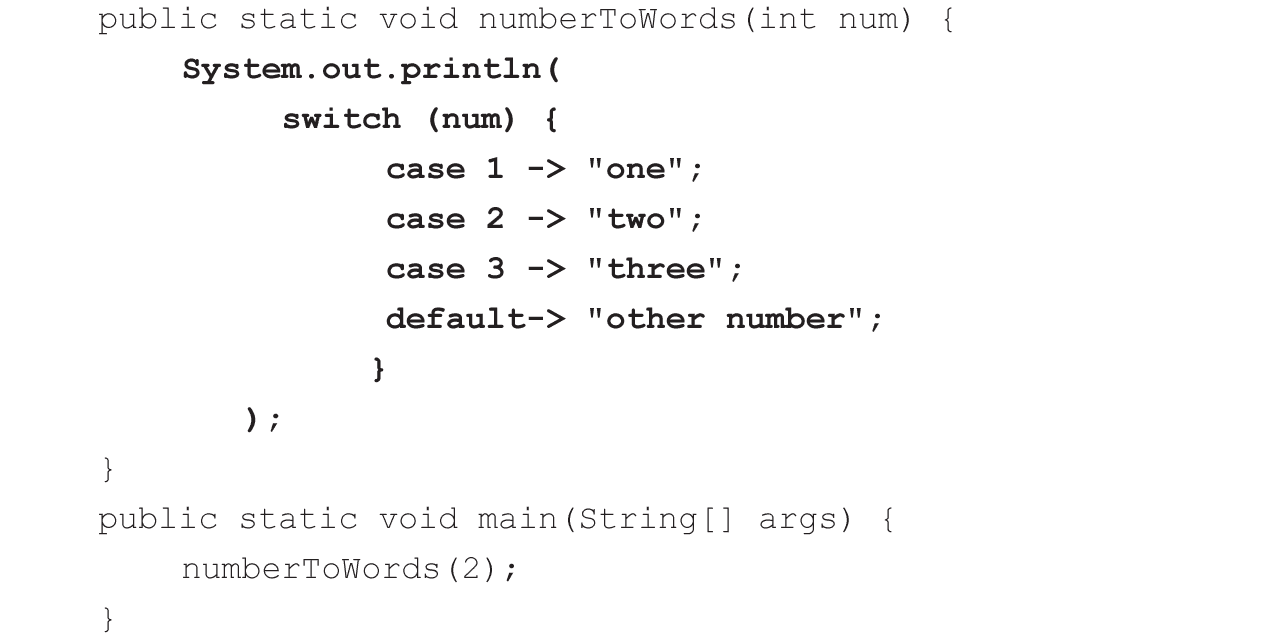 public static void numberToWords(int num) {
System.out.println(
switch (num) {
case 1 -> "one";
case 2 -> "two";
case 3 -> "three";
default-> "other number";
}
);
}
public static void main(String[] args) {
numberToWords(2);
}